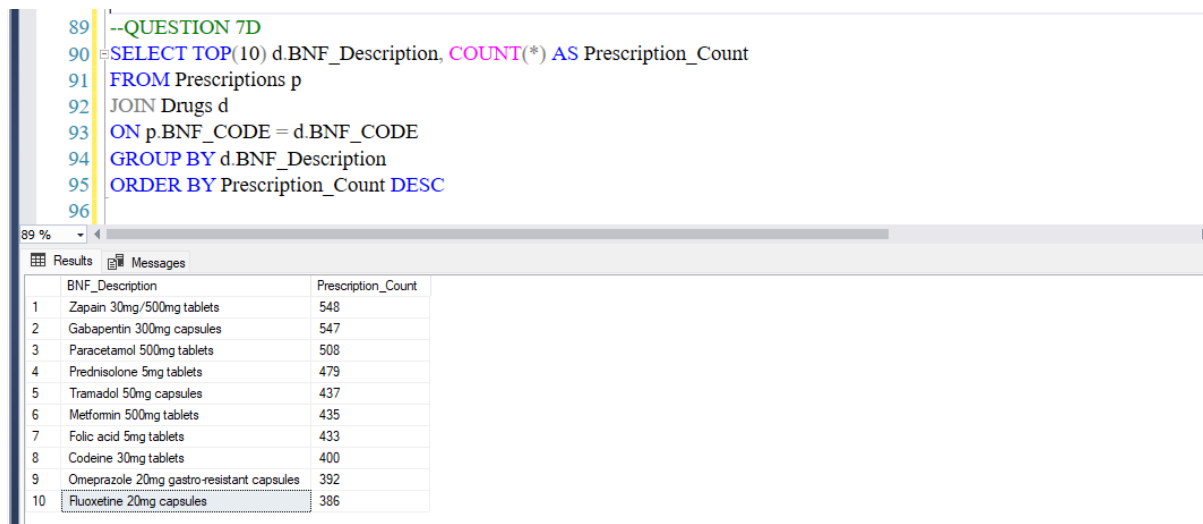 89 --QUESTION 7D
90 SELECT TOP(10) d.BNF_Description, COUNT(*) AS Prescription_Count
91 FROM Prescriptions p
92 JOIN Drugs d
93 ON p.BNF_CODE = d.BNF_CODE
94 GROUP BY d.BNF_Description
95 ORDER BY Prescription_Count DESC
96
89 %
Results Messages
BNF_Description Prescription_Count
1 Zapain 30mg/500mg tablets 548
2 Gabapentin 300mg capsules 547
3 Paracetamol 500mg tablets 508
4 Prednisolone 5mg tablets 479
5 Tramadol 50mg capsules 437
6 Metformin 500mg tablets 435
7 Folic acid 5mg tablets 433
8 Codeine 30mg tablets 400
9 Omeprazole 20mg gastro-resistant capsules 392
10 Fluoxetine 20mg capsules 386